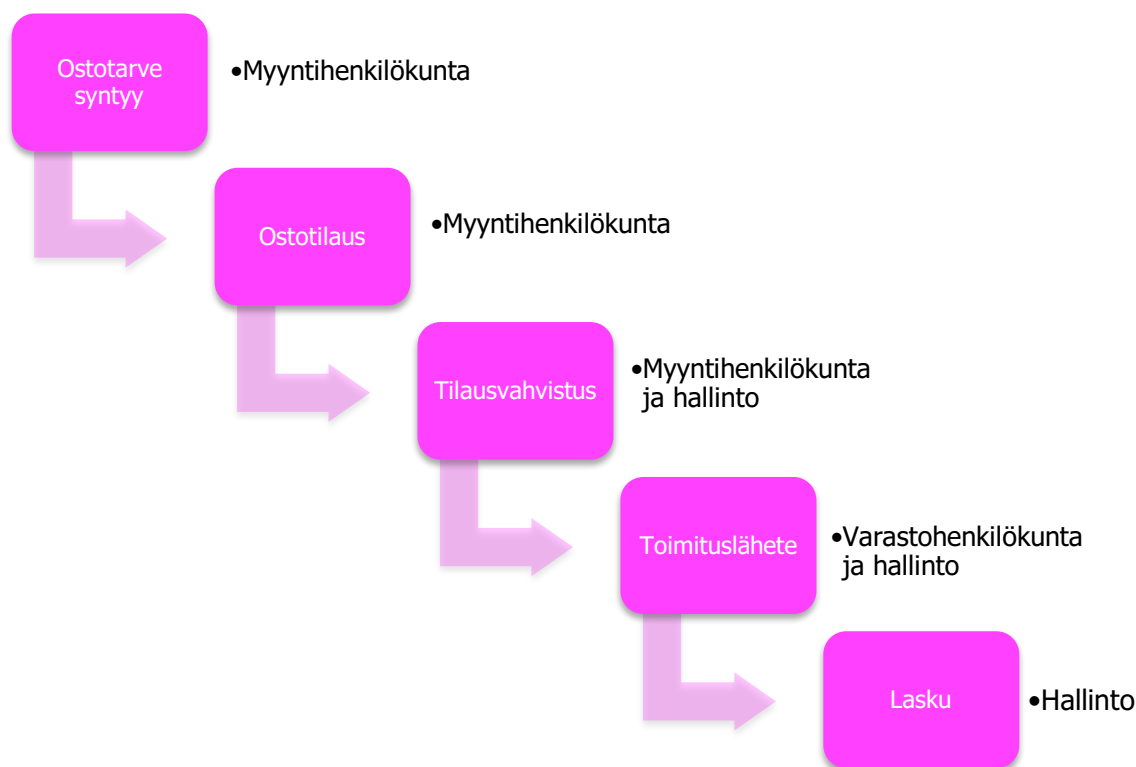 Ostotarve
syntyy
•Myyntihenkilökunta
Ostotilaus
•Myyntihenkilökunta
Tilausvahvistus
•Myyntihenkilökunta
ja hallinto
Toimituslähete
•Varastohenkilökunta
ja hallinto
Lasku
•Hallinto